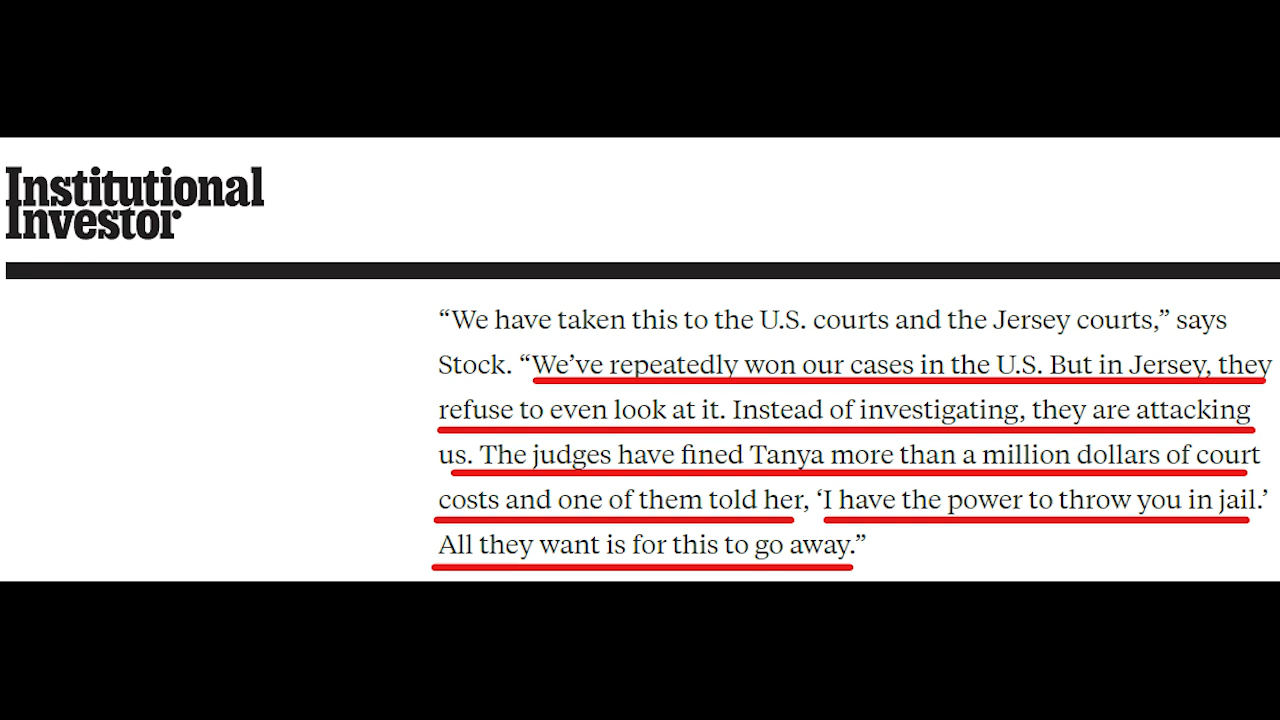 Institutional
Investor
“We have taken this to the U.S. courts and the Jersey courts,” says
Stock. “We’ve repeatedly won our cases in the U.S. But in Jersey, they
refuse to even look at it. Instead of investigating, they are attacking
us. The judges have fined Tanya more than a million dollars of court
costs and one of them told her, ‘I have the power to throw you in jail.’
All they want is for this to go away.”